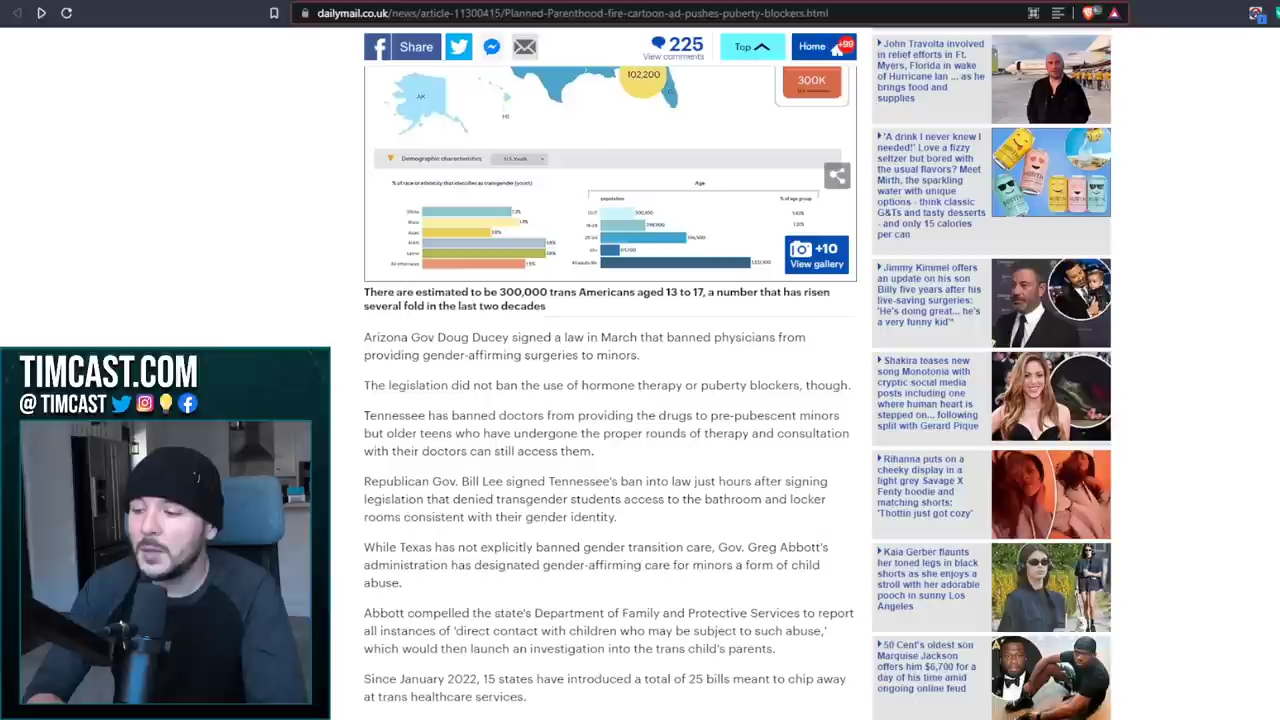 dailymail.co.uk/news/article-11300415/Planned-Parenthood-fire-cartoon-ad-pushes-puberty-blockers.html
Share
225
View comments
Top
Home
+99
102,200
300K
AK
HI
Demographic characteristics
U.S. Youth
% of race or ethnicity that identifies as transgender (youth)
Age
population
% of age group
+10
View gallery
There are estimated to be 300,000 trans Americans aged 13 to 17, a number that has risen
several fold in the last two decades
Arizona Gov Doug Ducey signed a law in March that banned physicians from
providing gender-affirming surgeries to minors.
The legislation did not ban the use of hormone therapy or puberty blockers, though.
Tennessee has banned doctors from providing the drugs to pre-pubescent minors
but older teens who have undergone the proper rounds of therapy and consultation
with their doctors can still access them.
Republican Gov. Bill Lee signed Tennessee's ban into law just hours after signing
legislation that denied transgender students access to the bathroom and locker
rooms consistent with their gender identity.
While Texas has not explicitly banned gender transition care, Gov. Greg Abbott's
administration has designated gender-affirming care for minors a form of child
abuse.
Abbott compelled the state's Department of Family and Protective Services to report
all instances of 'direct contact with children who may be subject to such abuse,'
which would then launch an investigation into the trans child's parents.
Since January 2022, 15 states have introduced a total of 25 bills meant to chip away
at trans healthcare services.
John Travolta involved
in relief efforts in Ft.
Myers, Florida in wake
of Hurricane Ian ... as he
brings food and
supplies
'A drink I never knew I
needed!' Love a fizzy
seltzer but bored with
the usual flavors? Meet
Mirth, the sparkling
water with unique
options - think classic
G&Ts and tasty desserts
- and only 15 calories
per can
Jimmy Kimmel offers
an update on his son
Billy five years after his
live-saving surgeries:
'He's doing great... he's
a very funny kid'
Shakira teases new
song Monotonia with
cryptic social media
posts including one
where human heart is
stepped on... following
split with Gerard Pique
Rihanna puts on a
cheeky display in a
light grey Savage X
Fenty hoodie and
matching shorts:
'Thottin just got cozy'
Kaia Gerber flaunts
her toned legs in black
shorts as she enjoys a
stroll with her adorable
pooch in sunny Los
Angeles
50 Cent's oldest son
Marquise Jackson
offers him $6,700 for a
day of his time amid
ongoing online feud
TIMCAST.COM
@ TIMCAST